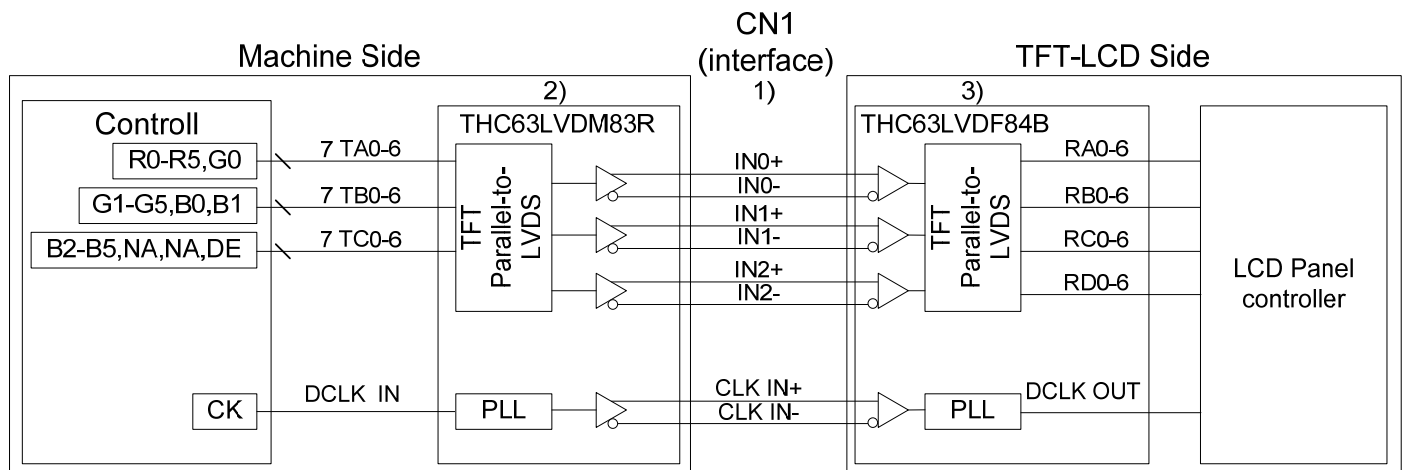 CN1
(interface)
1)
Machine Side
TFT-LCD Side
Controll
R0-R5,G0
G1-G5,B0,B1
B2-B5,NA,NA,DE
CK
7 TA0-6
7 TB0-6
7 TC0-6
DCLK IN
2)
THC63LVDM83R
TFT
Parallel-to-
LVDS
PLL
IN0+
IN0-
IN1+
IN1-
IN2+
IN2-
CLK IN+
CLK IN-
3)
THC63LVDF84B
TFT
Parallel-to-
LVDS
PLL
RA0-6
RB0-6
RC0-6
RD0-6
DCLK OUT
LCD Panel
controller